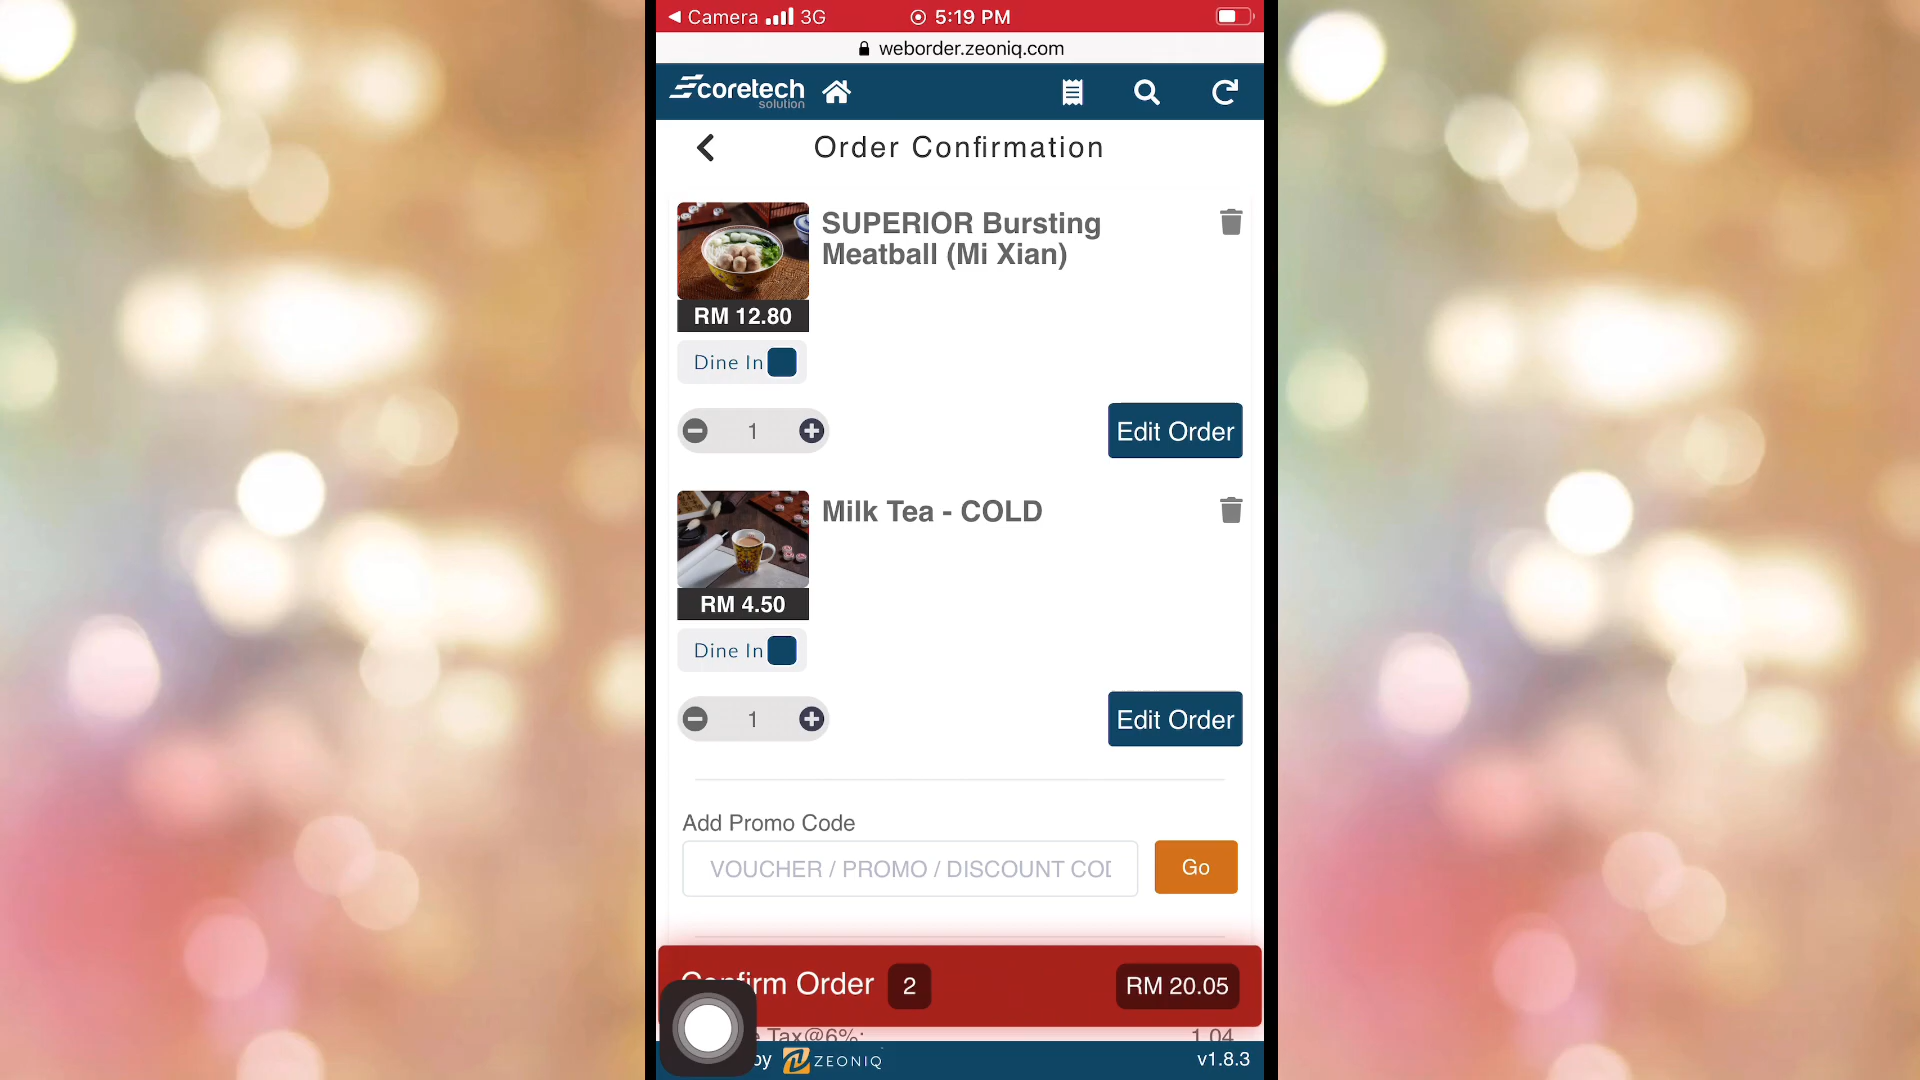 Camera 3G 5:19 PM
weborder.zeoniq.com
coretech
solution
Order Confirmation
SUPERIOR Bursting
Meatball (Mi Xian)
RM 12.80
Dine In
1
Edit Order
Milk Tea - COLD
RM 4.50
Dine In
1
Edit Order
Add Promo Code
VOUCHER / PROMO / DISCOUNT
Go
Order 2 RM 20.05
Tax@6%: 1.04
by ZEONIQ v1.8.3